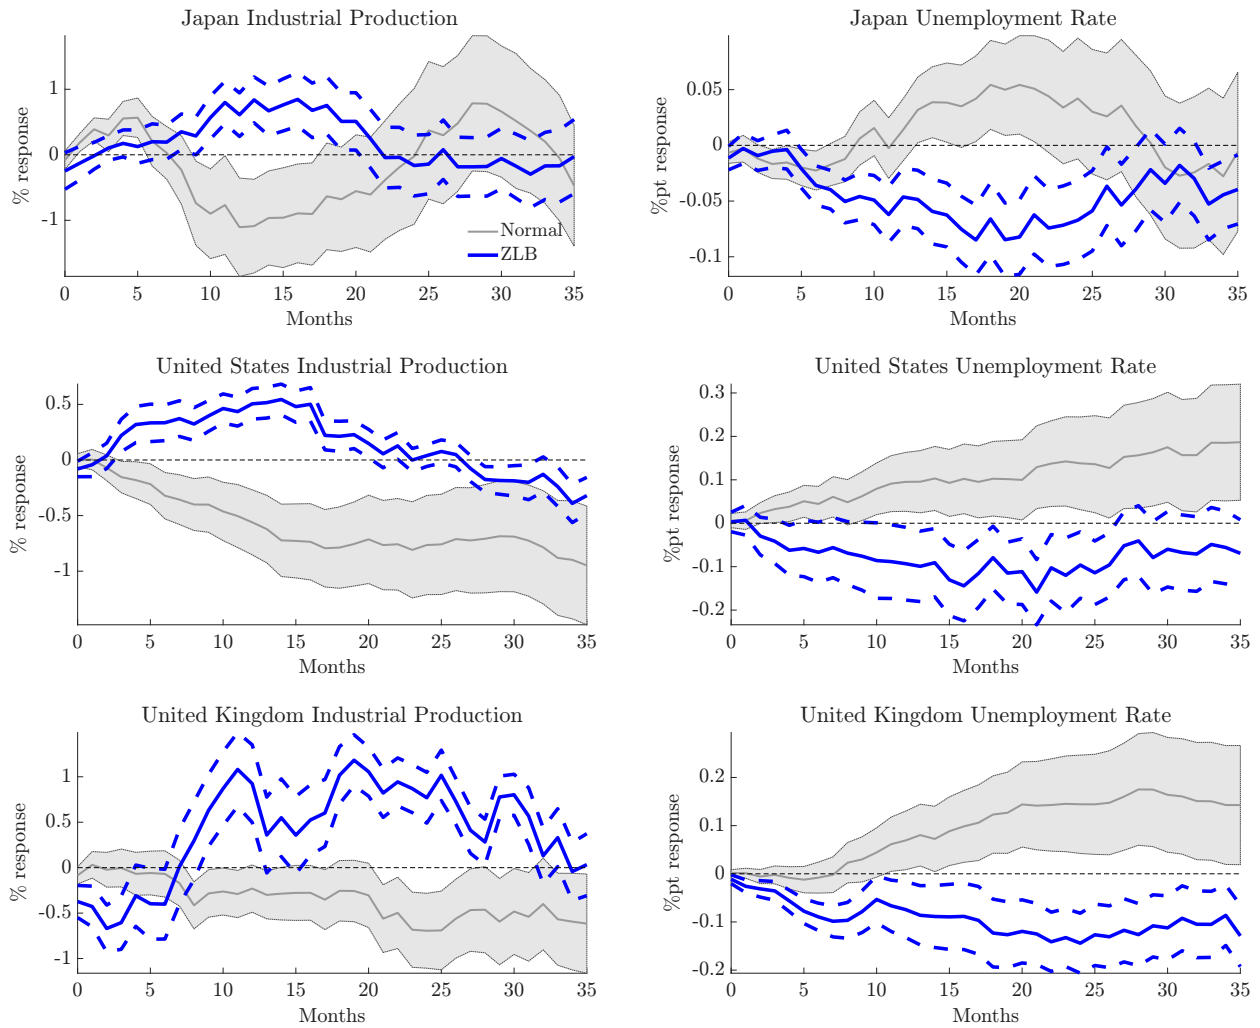 Japan Industrial Production
1
0
-1
% response
Normal
ZLB
0 5 10 15 20 25 30 35
Months
Japan Unemployment Rate
0.05
0
-0.05
-0.1
%pt response
0 5 10 15 20 25 30 35
Months
United States Industrial Production
0.5
0
-0.5
-1
% response
0 5 10 15 20 25 30 35
Months
United States Unemployment Rate
0.3
0.2
0.1
0
-0.1
-0.2
%pt response
0 5 10 15 20 25 30 35
Months
United Kingdom Industrial Production
1
0.5
0
-0.5
-1
% response
0 5 10 15 20 25 30 35
Months
United Kingdom Unemployment Rate
0.2
0.1
0
-0.1
-0.2
%pt response
0 5 10 15 20 25 30 35
Months